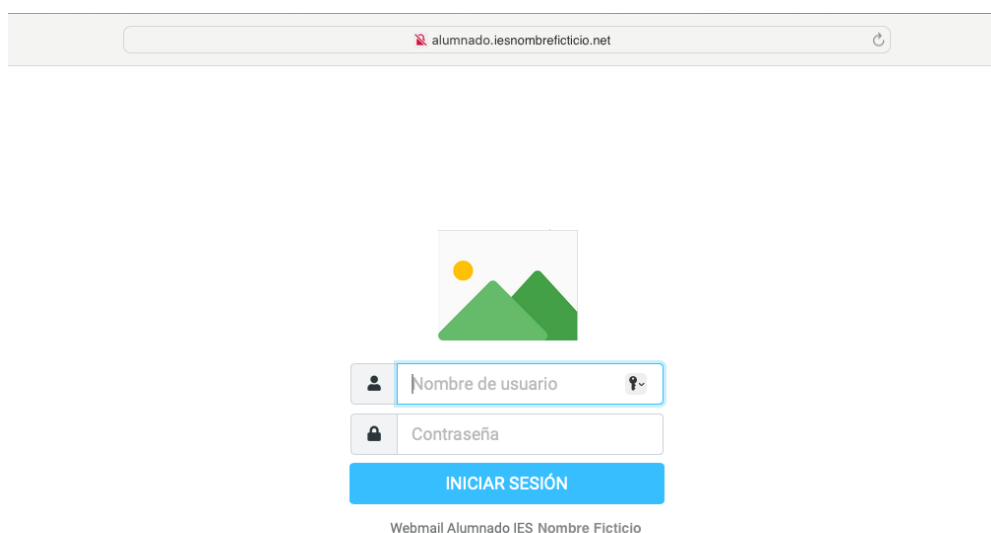 alumnado.iesnombreficticio.net
Nombre de usuario
Contraseña
INICIAR SESIÓN
Webmail Alumnado IES Nombre Ficticio